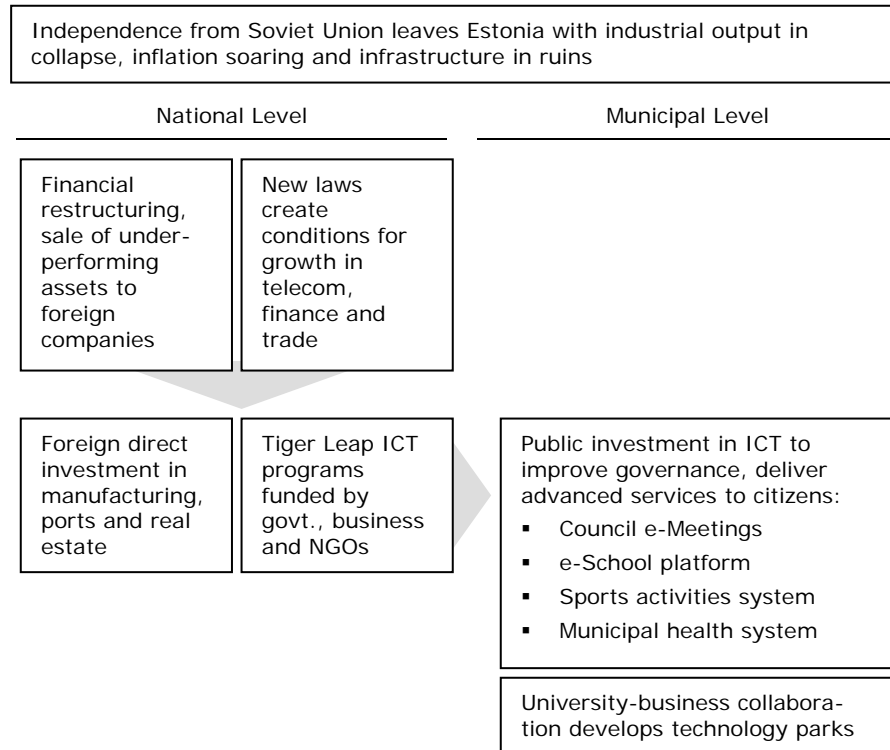 Independence from Soviet Union leaves Estonia with industrial output in
collapse, inflation soaring and infrastructure in ruins
National Level
Municipal Level
Financial
restructuring,
sale of under-
performing
assets to
foreign
companies
New laws
create
conditions for
growth in
telecom,
finance and
trade
Foreign direct
investment in
manufacturing,
ports and real
estate
Tiger Leap ICT
programs
funded by
govt., business
and NGOs
Public investment in ICT to
improve governance, deliver
advanced services to citizens:
▪ Council e-Meetings
▪ e-School platform
▪ Sports activities system
▪ Municipal health system
University-business collabora-
tion develops technology parks